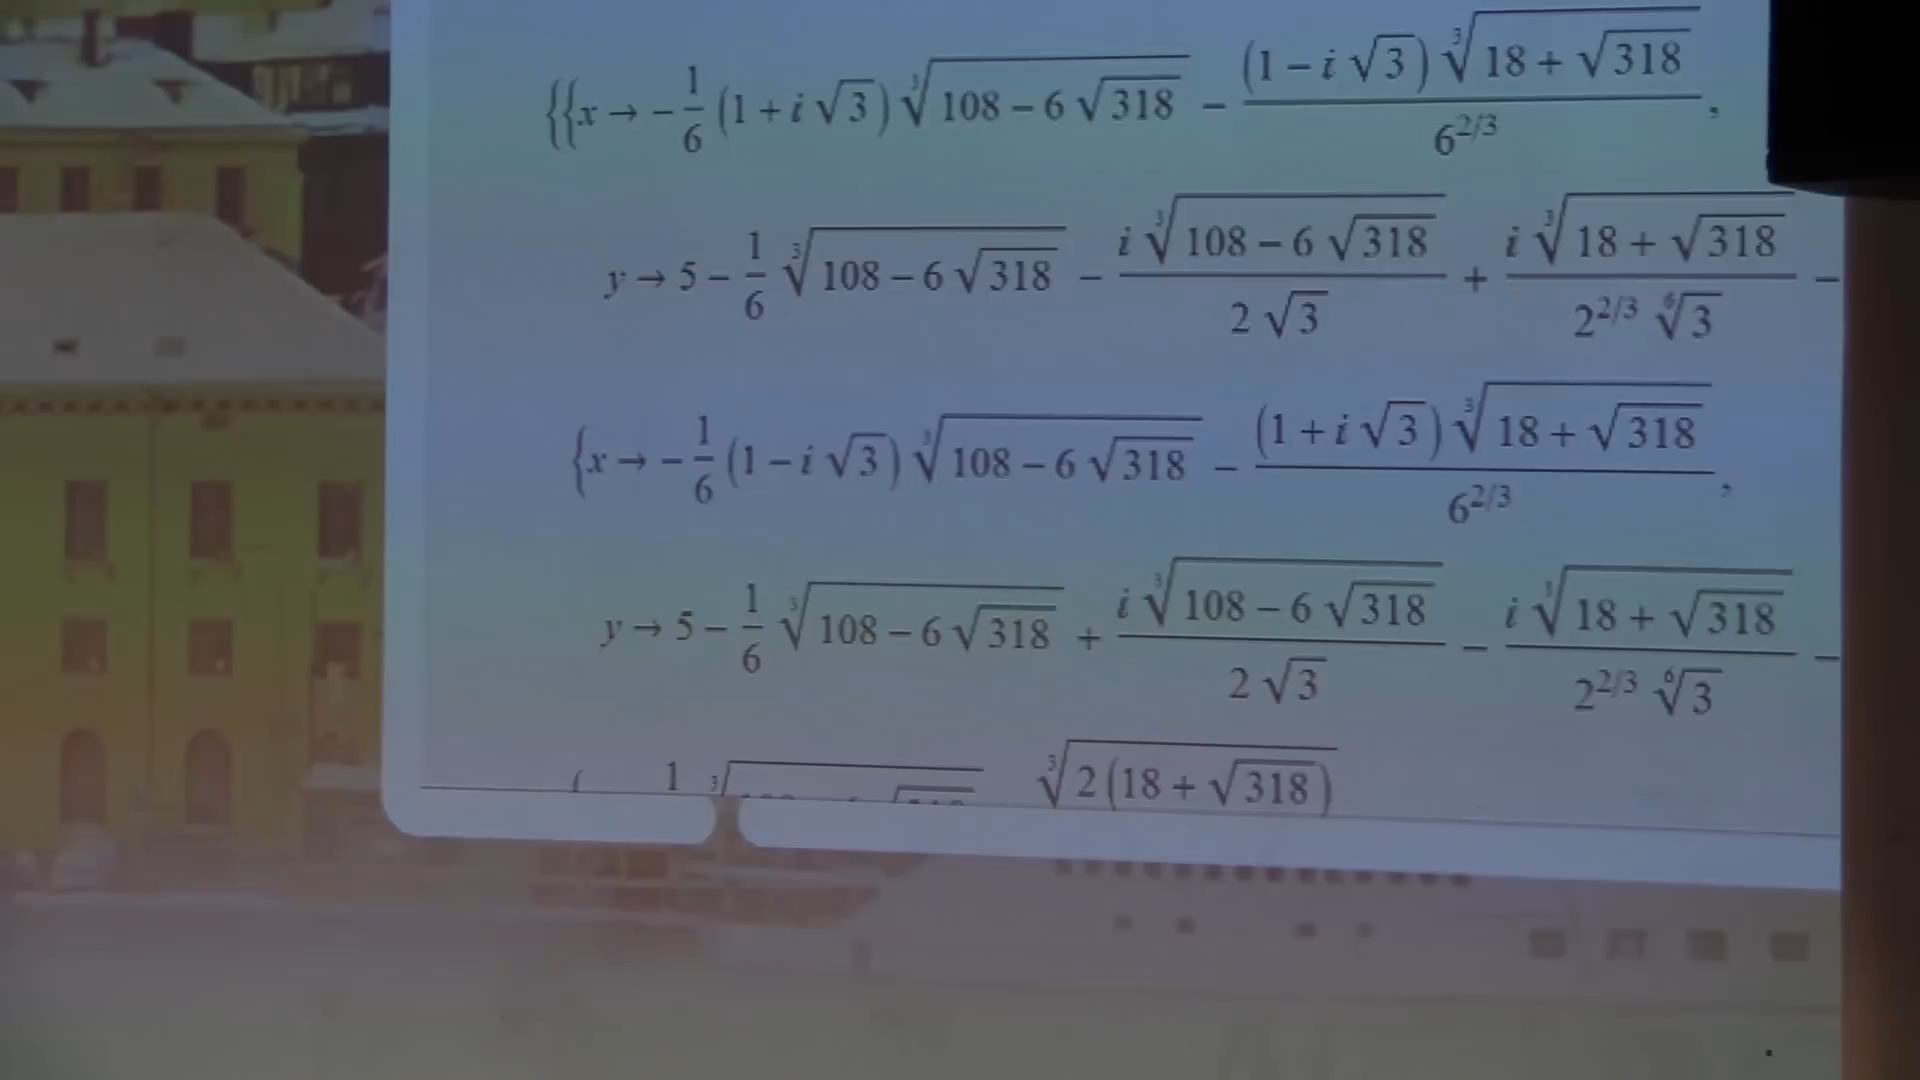 {{x → -1/6 (1 + i √3) ∛(108 - 6 √318) - ((1 - i √3) ∛(18 + √318))/6^(2/3),
y → 5 - 1/6 ∛(108 - 6 √318) - (i ∛(108 - 6 √318))/(2 √3) + (i ∛(18 + √318))/(2^(2/3) ⁶√3) -
{x → -1/6 (1 - i √3) ∛(108 - 6 √318) - ((1 + i √3) ∛(18 + √318))/6^(2/3),
y → 5 - 1/6 ∛(108 - 6 √318) + (i ∛(108 - 6 √318))/(2 √3) - (i ∛(18 + √318))/(2^(2/3) ⁶√3) -
1 ∛ ∛(2 (18 + √318))